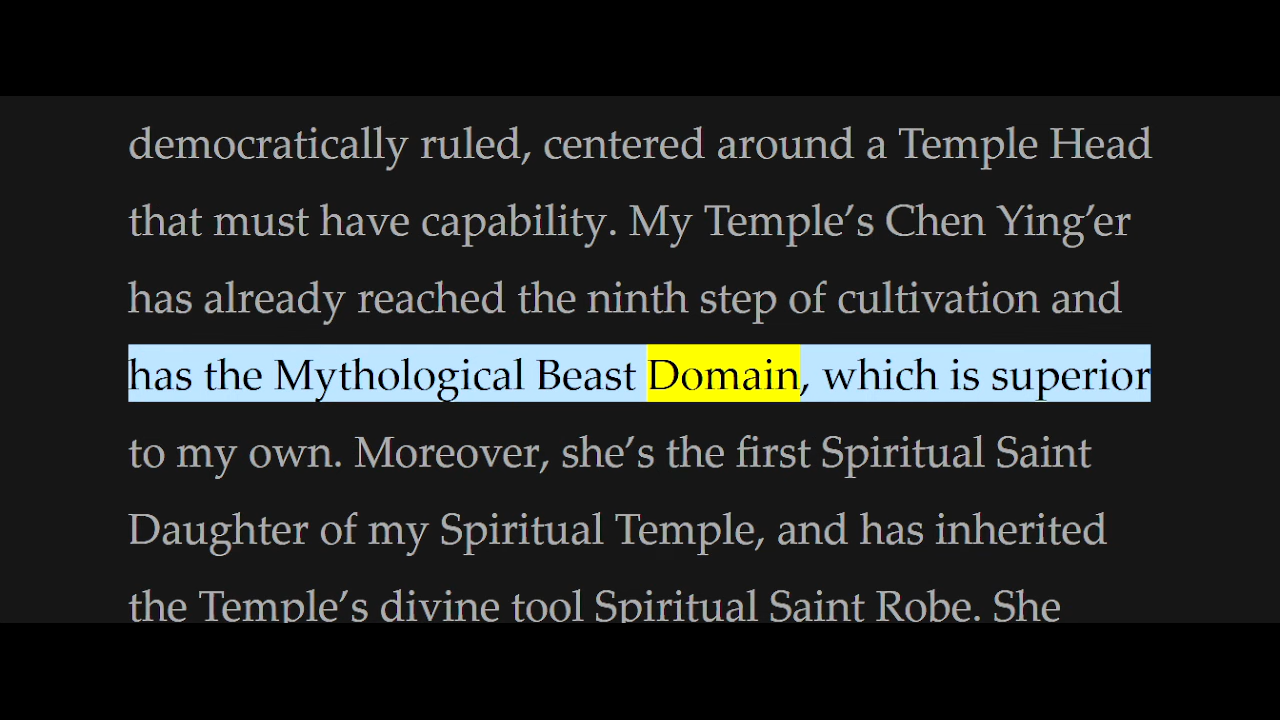 democratically ruled, centered around a Temple Head
that must have capability. My Temple’s Chen Ying’er
has already reached the ninth step of cultivation and
has the Mythological Beast Domain, which is superior
to my own. Moreover, she’s the first Spiritual Saint
Daughter of my Spiritual Temple, and has inherited
the Temple’s divine tool Spiritual Saint Robe. She